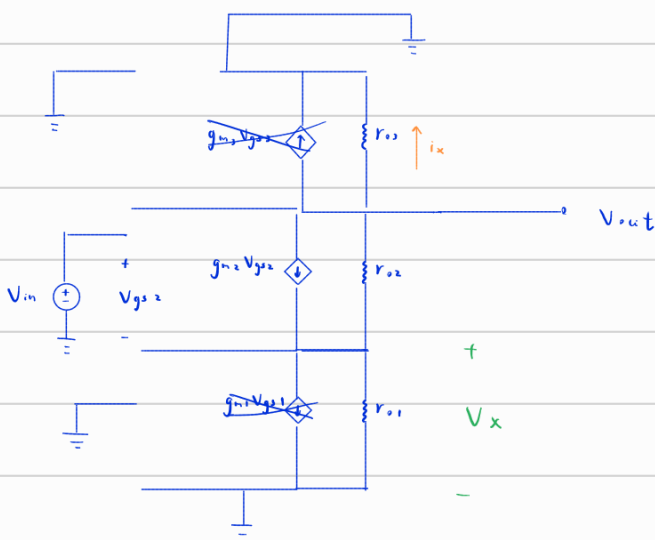 gm3Vgs3
ro3
ix
Vout
+
gm2Vgs2
ro2
Vin
+
-
Vgs2
-
+
gm1Vgs1
ro1
Vx
-